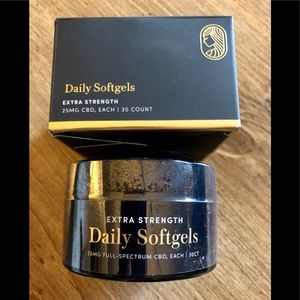 Daily Softgels
EXTRA STRENGTH
25MG CBD, EACH | 30 COUNT
EXTRA STRENGTH
Daily Softgels
25MG FULL-SPECTRUM CBD, EACH | 30CT